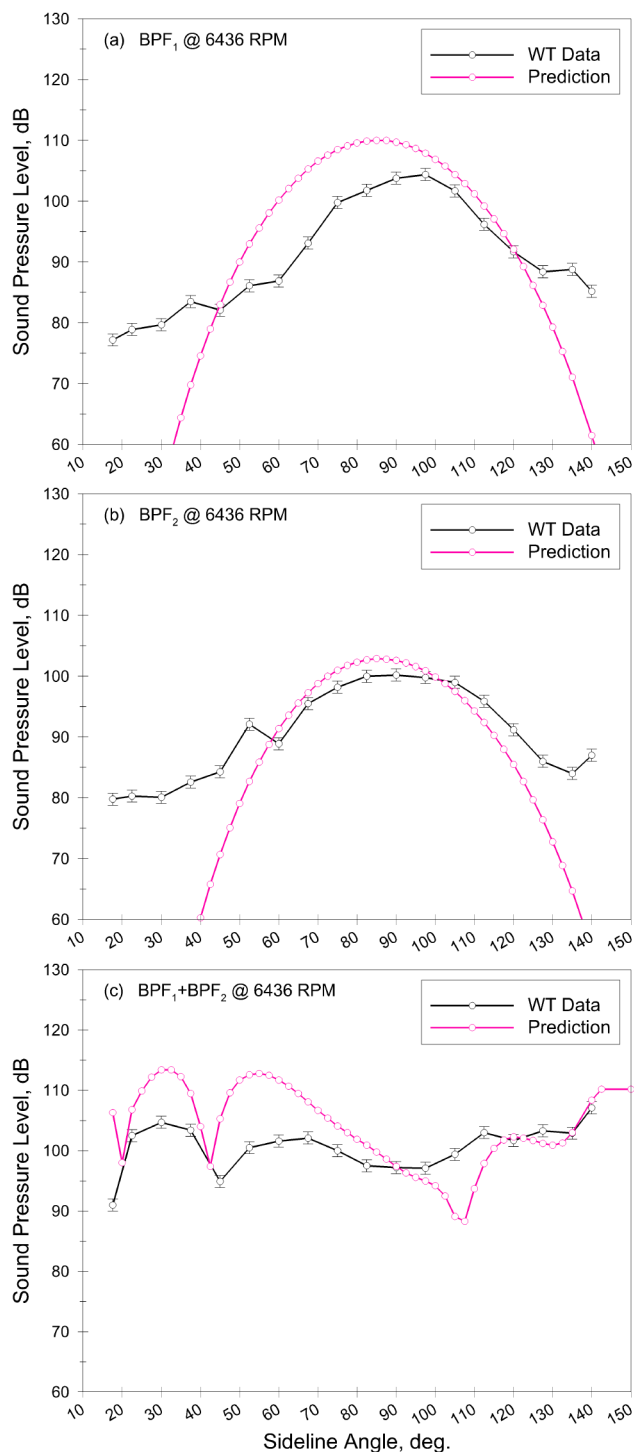 130
(a) BPF1 @ 6436 RPM
WT Data
Prediction
120
110
100
90
80
70
60
Sound Pressure Level, dB
10 20 30 40 50 60 70 80 90 100 110 120 130 140 150
130
(b) BPF2 @ 6436 RPM
WT Data
Prediction
120
110
100
90
80
70
60
Sound Pressure Level, dB
10 20 30 40 50 60 70 80 90 100 110 120 130 140 150
130
(c) BPF1+BPF2 @ 6436 RPM
WT Data
Prediction
120
110
100
90
80
70
60
Sound Pressure Level, dB
10 20 30 40 50 60 70 80 90 100 110 120 130 140 150
Sideline Angle, deg.